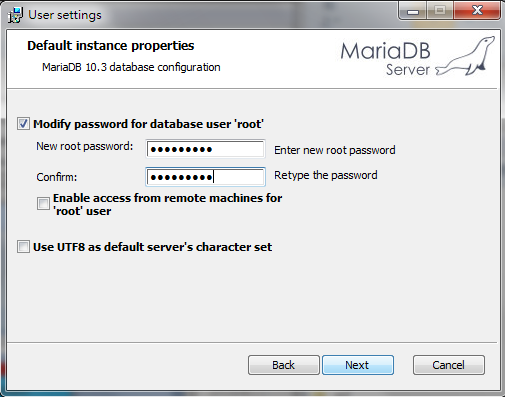 User settings
Default instance properties
MariaDB 10.3 database configuration
MariaDB
Server
Modify password for database user 'root'
New root password: ●●●●●●●●● Enter new root password
Confirm: ●●●●●●●●● Retype the password
Enable access from remote machines for
'root' user
Use UTF8 as default server's character set
Back Next Cancel